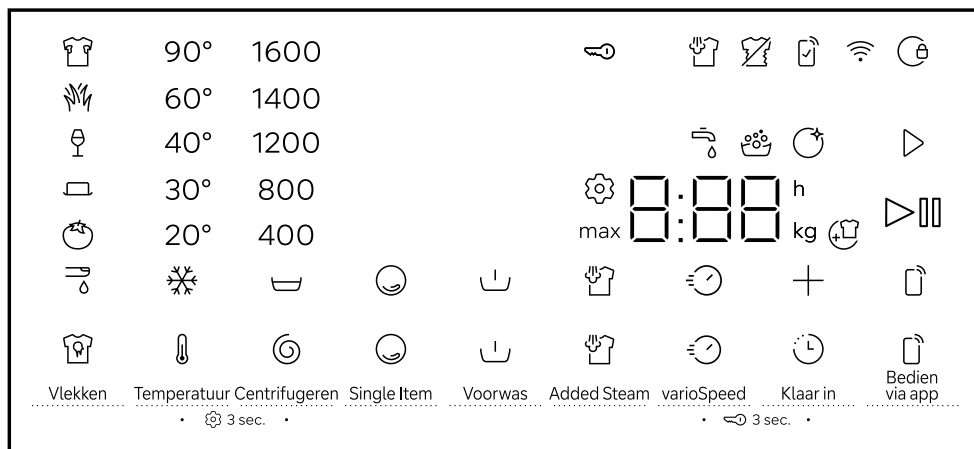 90° 1600
60° 1400
40° 1200
30° 800 8:88 h
20° 400 max kg
Vlekken Temperatuur Centrifugeren Single Item Voorwas Added Steam varioSpeed Klaar in Bedien via app
3 sec. 3 sec.